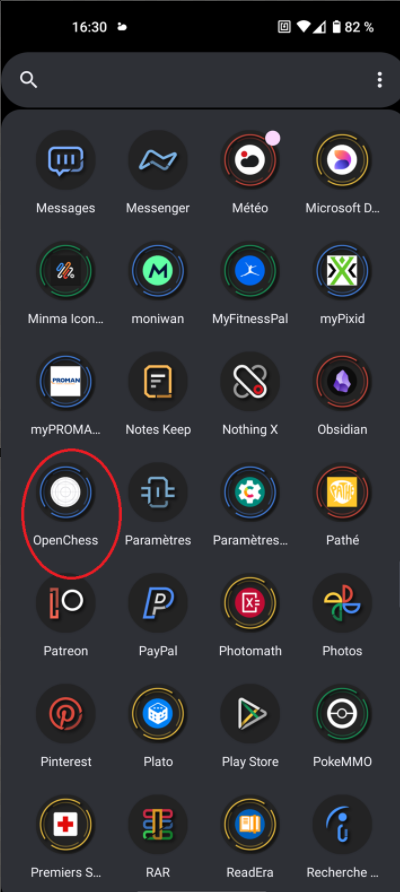 16:30 82 %
Messages Messenger Météo Microsoft D...
Minma Icon... moniwan MyFitnessPal myPixid
PROMAN
myPROMA... Notes Keep Nothing X Obsidian
PATHÉ
OpenChess Paramètres Paramètres... Pathé
Patreon PayPal Photomath Photos
Pinterest Plato Play Store PokeMMO
Premiers S... RAR ReadEra Recherche ...